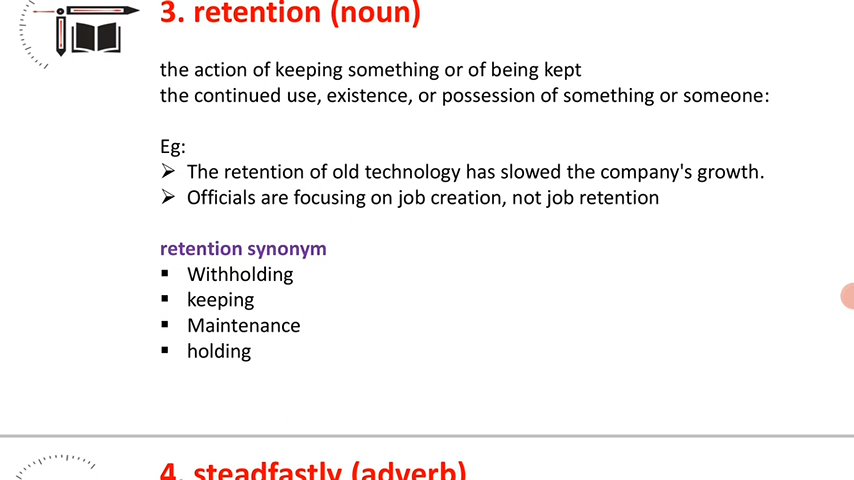 3. retention (noun)
the action of keeping something or of being kept
the continued use, existence, or possession of something or someone:
Eg:
➢ The retention of old technology has slowed the company's growth.
➢ Officials are focusing on job creation, not job retention
retention synonym
▪ Withholding
▪ keeping
▪ Maintenance
▪ holding
4. steadfastly (adverb)